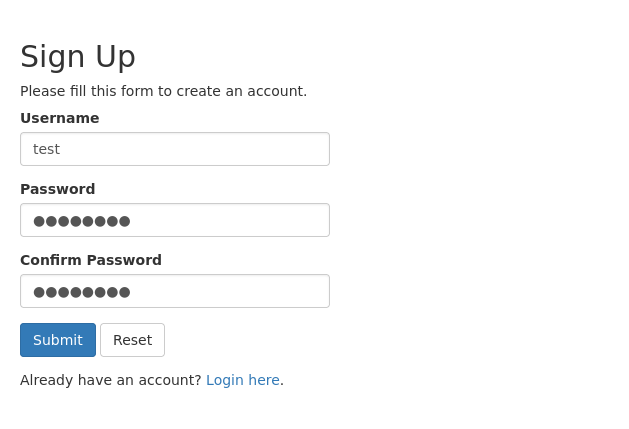 Sign Up
Please fill this form to create an account.
Username
test
Password
●●●●●●●●
Confirm Password
●●●●●●●●
Submit Reset
Already have an account? Login here.